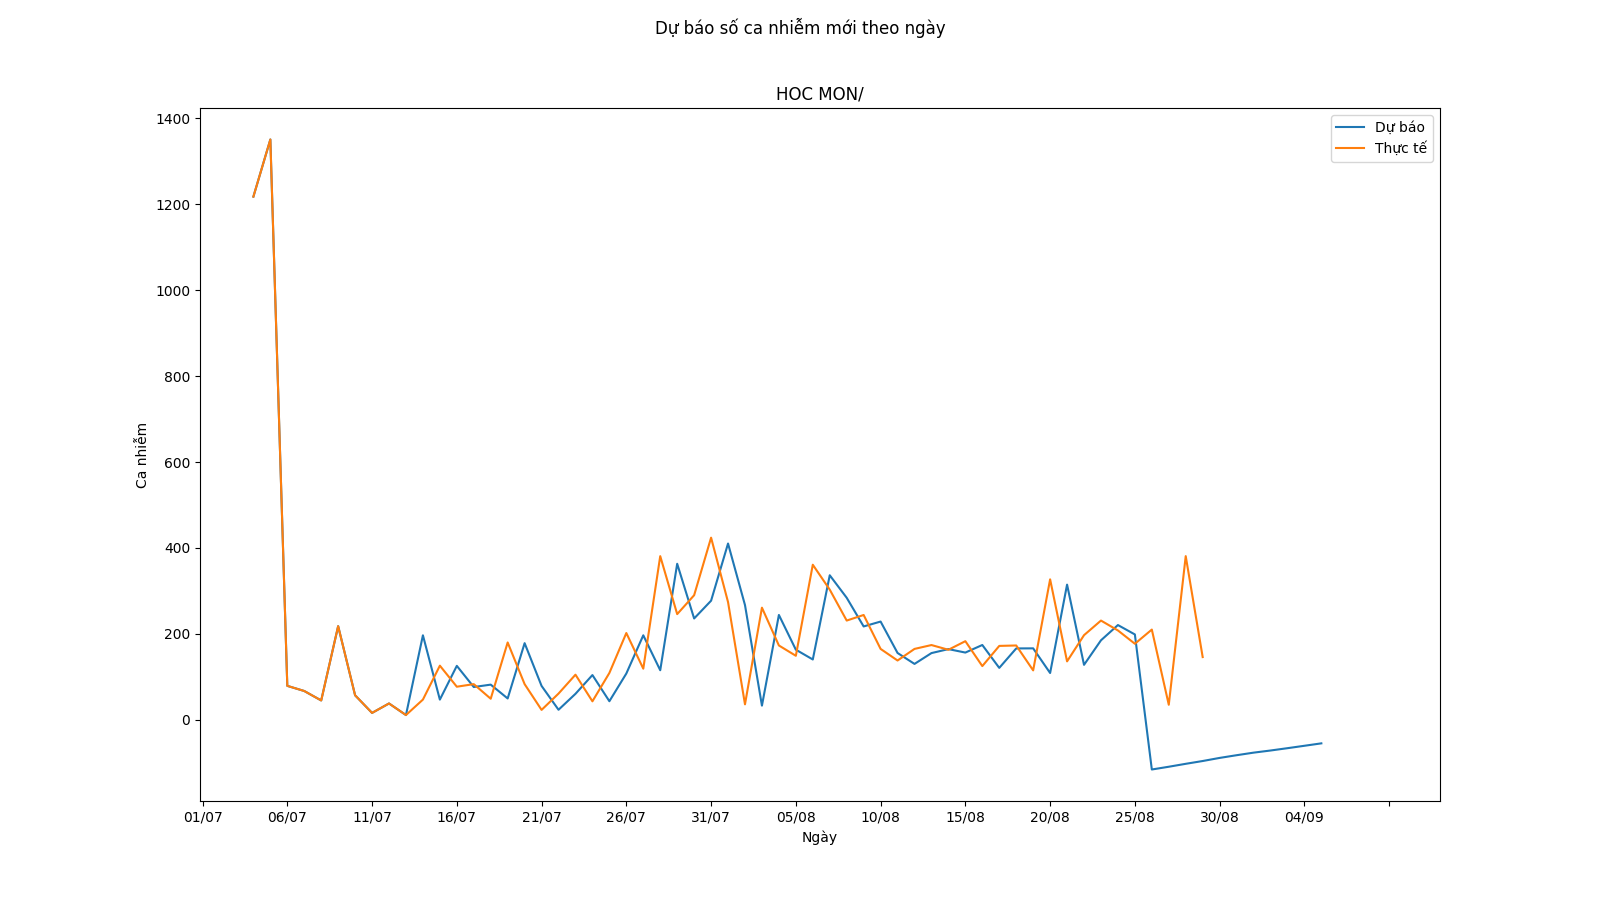 Dự báo số ca nhiễm mới theo ngày
HOC MON/
1400
1200
1000
800
600
400
200
0
Ca nhiễm
Dự báo
Thực tế
01/07 06/07 11/07 16/07 21/07 26/07 31/07 05/08 10/08 15/08 20/08 25/08 30/08 04/09
Ngày